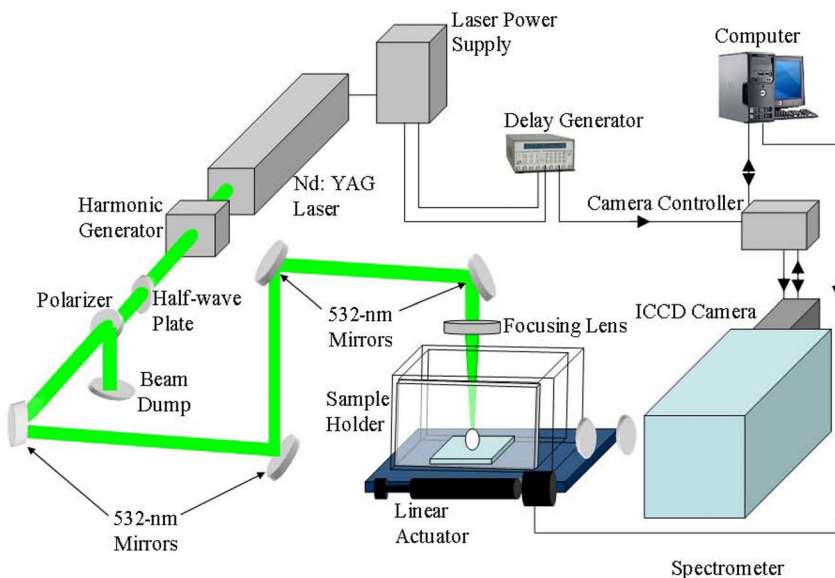 Laser Power
Supply
Computer
Delay Generator
Nd: YAG
Laser
Harmonic
Generator
Camera Controller
Polarizer
Half-wave
Plate
532-nm
Mirrors
Focusing Lens
ICCD Camera
Beam
Dump
Sample
Holder
532-nm
Mirrors
Linear
Actuator
Spectrometer